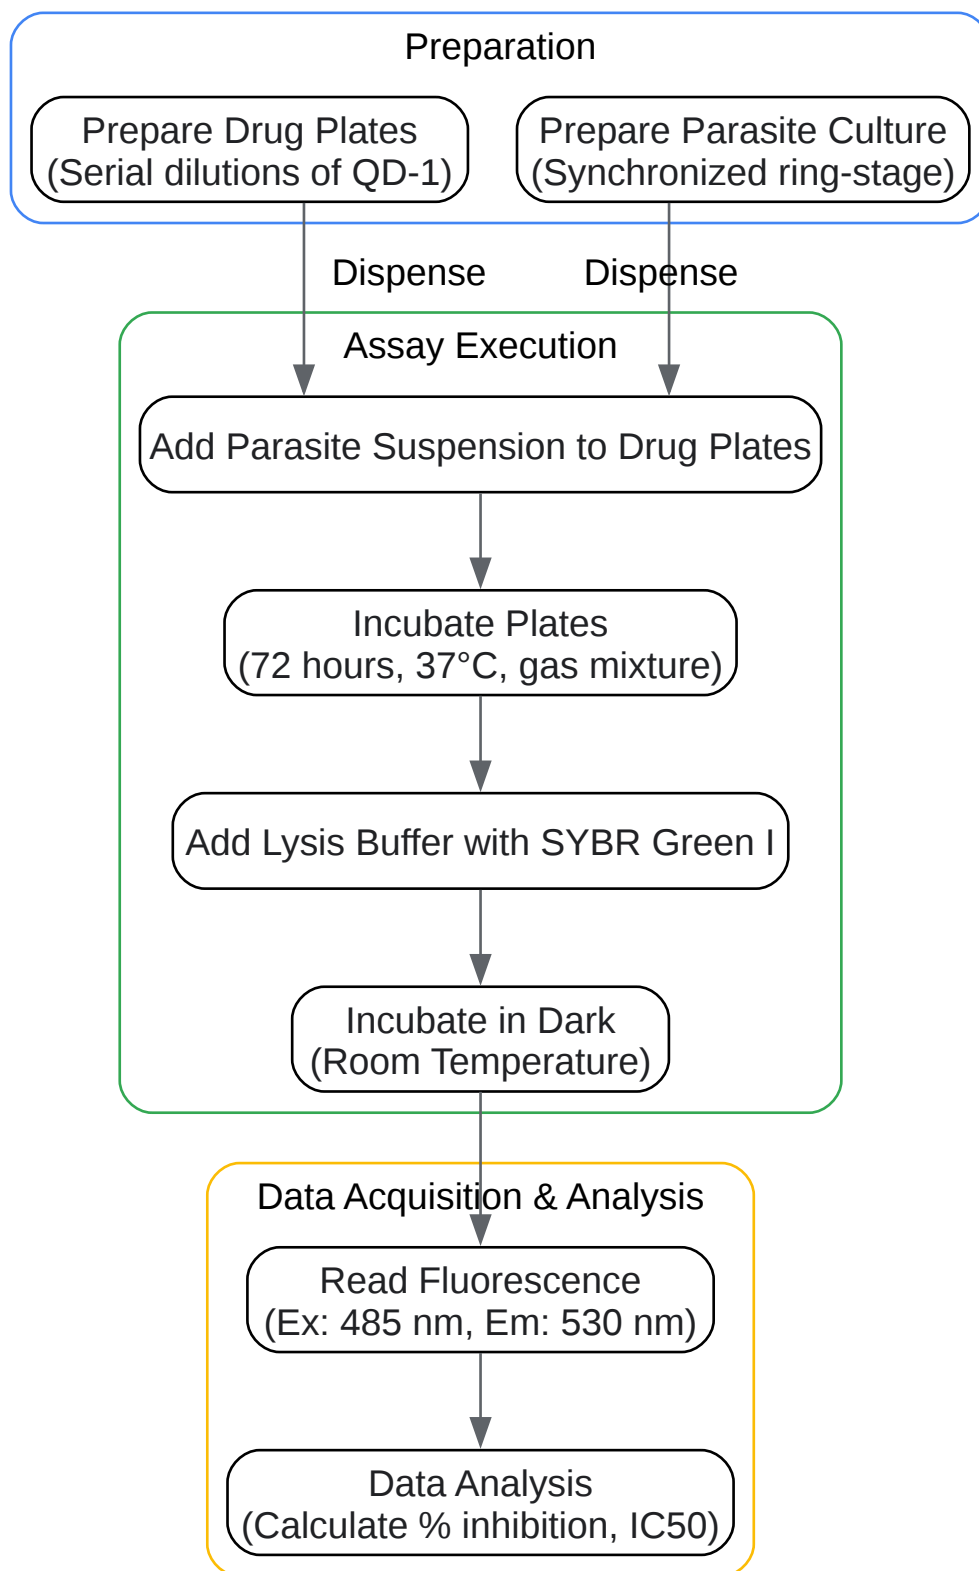 Preparation
Prepare Drug Plates
(Serial dilutions of QD-1)
Prepare Parasite Culture
(Synchronized ring-stage)
Dispense
Dispense
Assay Execution
Add Parasite Suspension to Drug Plates
Incubate Plates
(72 hours, 37°C, gas mixture)
Add Lysis Buffer with SYBR Green I
Incubate in Dark
(Room Temperature)
Data Acquisition & Analysis
Read Fluorescence
(Ex: 485 nm, Em: 530 nm)
Data Analysis
(Calculate % inhibition, IC50)